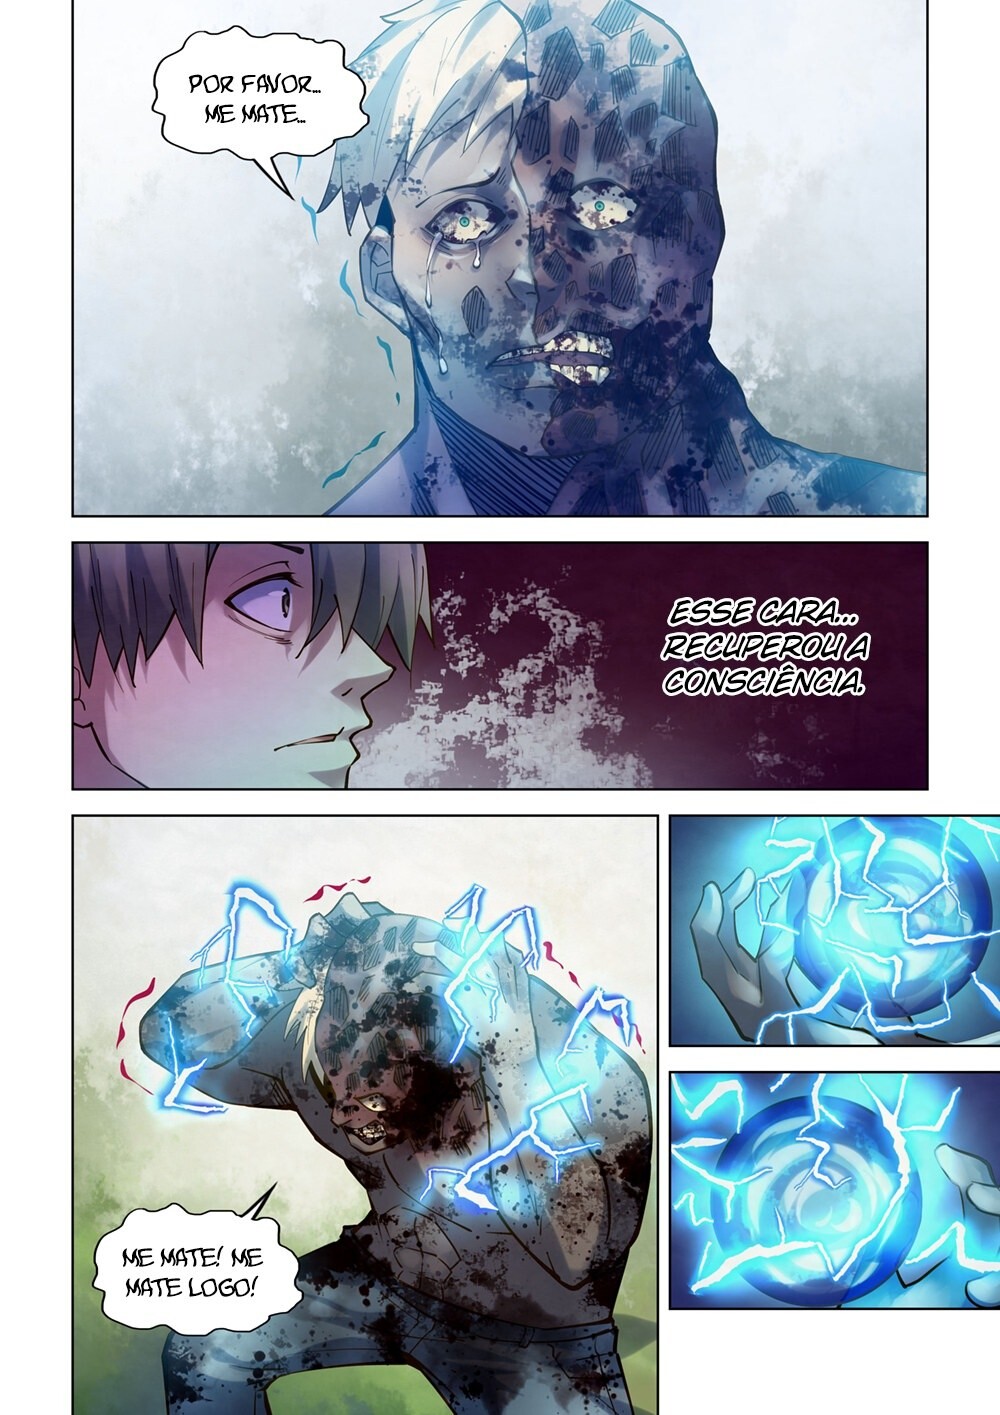 POR FAVOR...
ME MATE...
ESSE CARA...
RECUPEROU A
CONSCIÊNCIA.
ME MATE! ME
MATE LOGO!